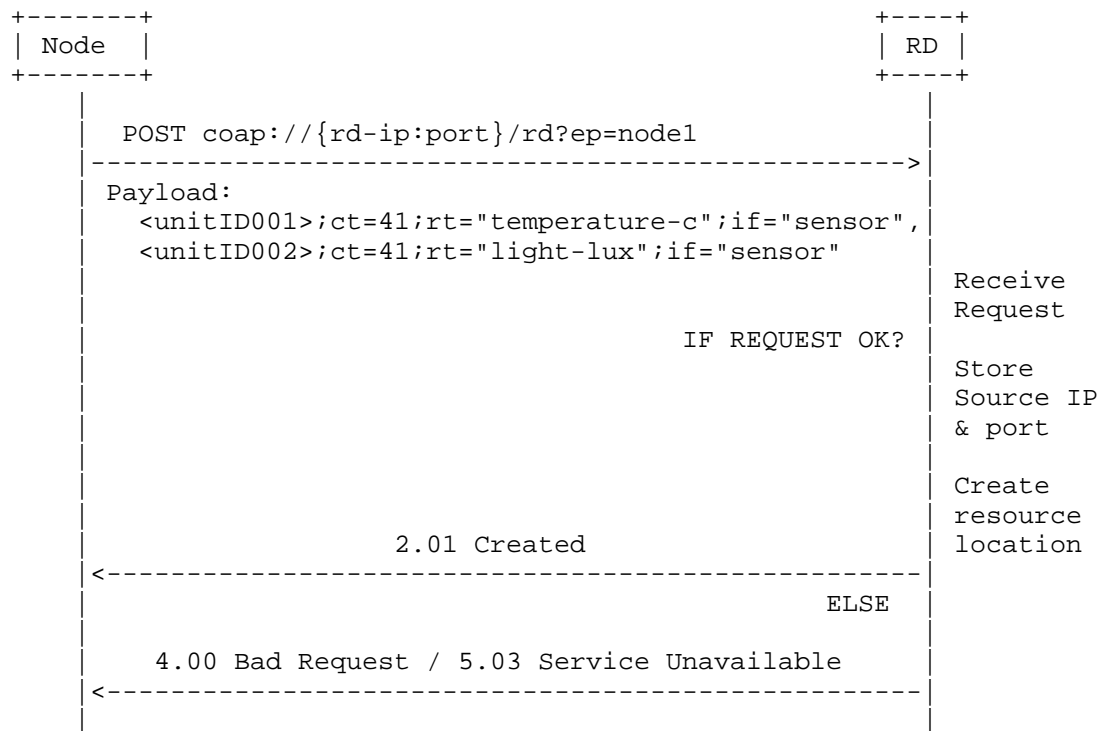 Node RD
POST coap://{rd-ip:port}/rd?ep=node1
Payload:
<unitID001>;ct=41;rt="temperature-c";if="sensor",
<unitID002>;ct=41;rt="light-lux";if="sensor"
Receive
Request
IF REQUEST OK?
Store
Source IP
& port
Create
resource
2.01 Created location
ELSE
4.00 Bad Request / 5.03 Service Unavailable